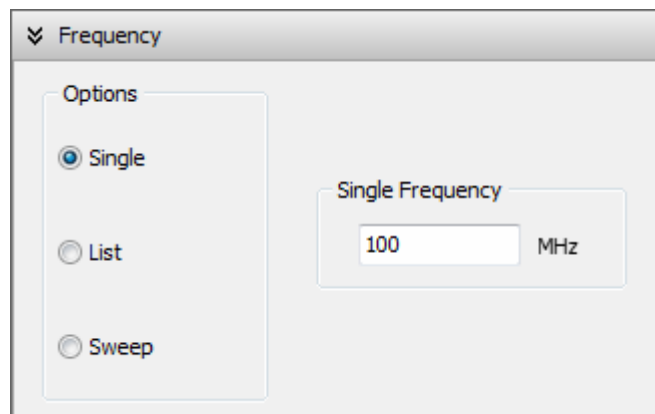 Frequency
Options
Single
List
Sweep
Single Frequency
100 MHz